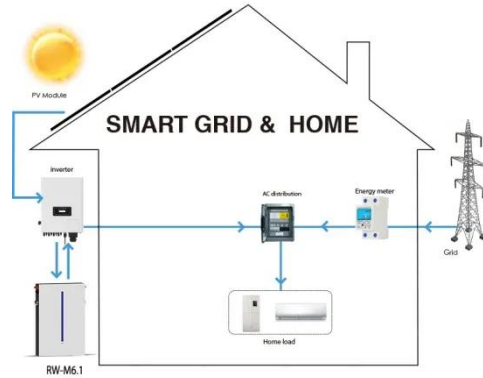 PV Module
SMART GRID & HOME
inverter
AC distribution
Energy meter
Grid
Home load
RW-M6.1